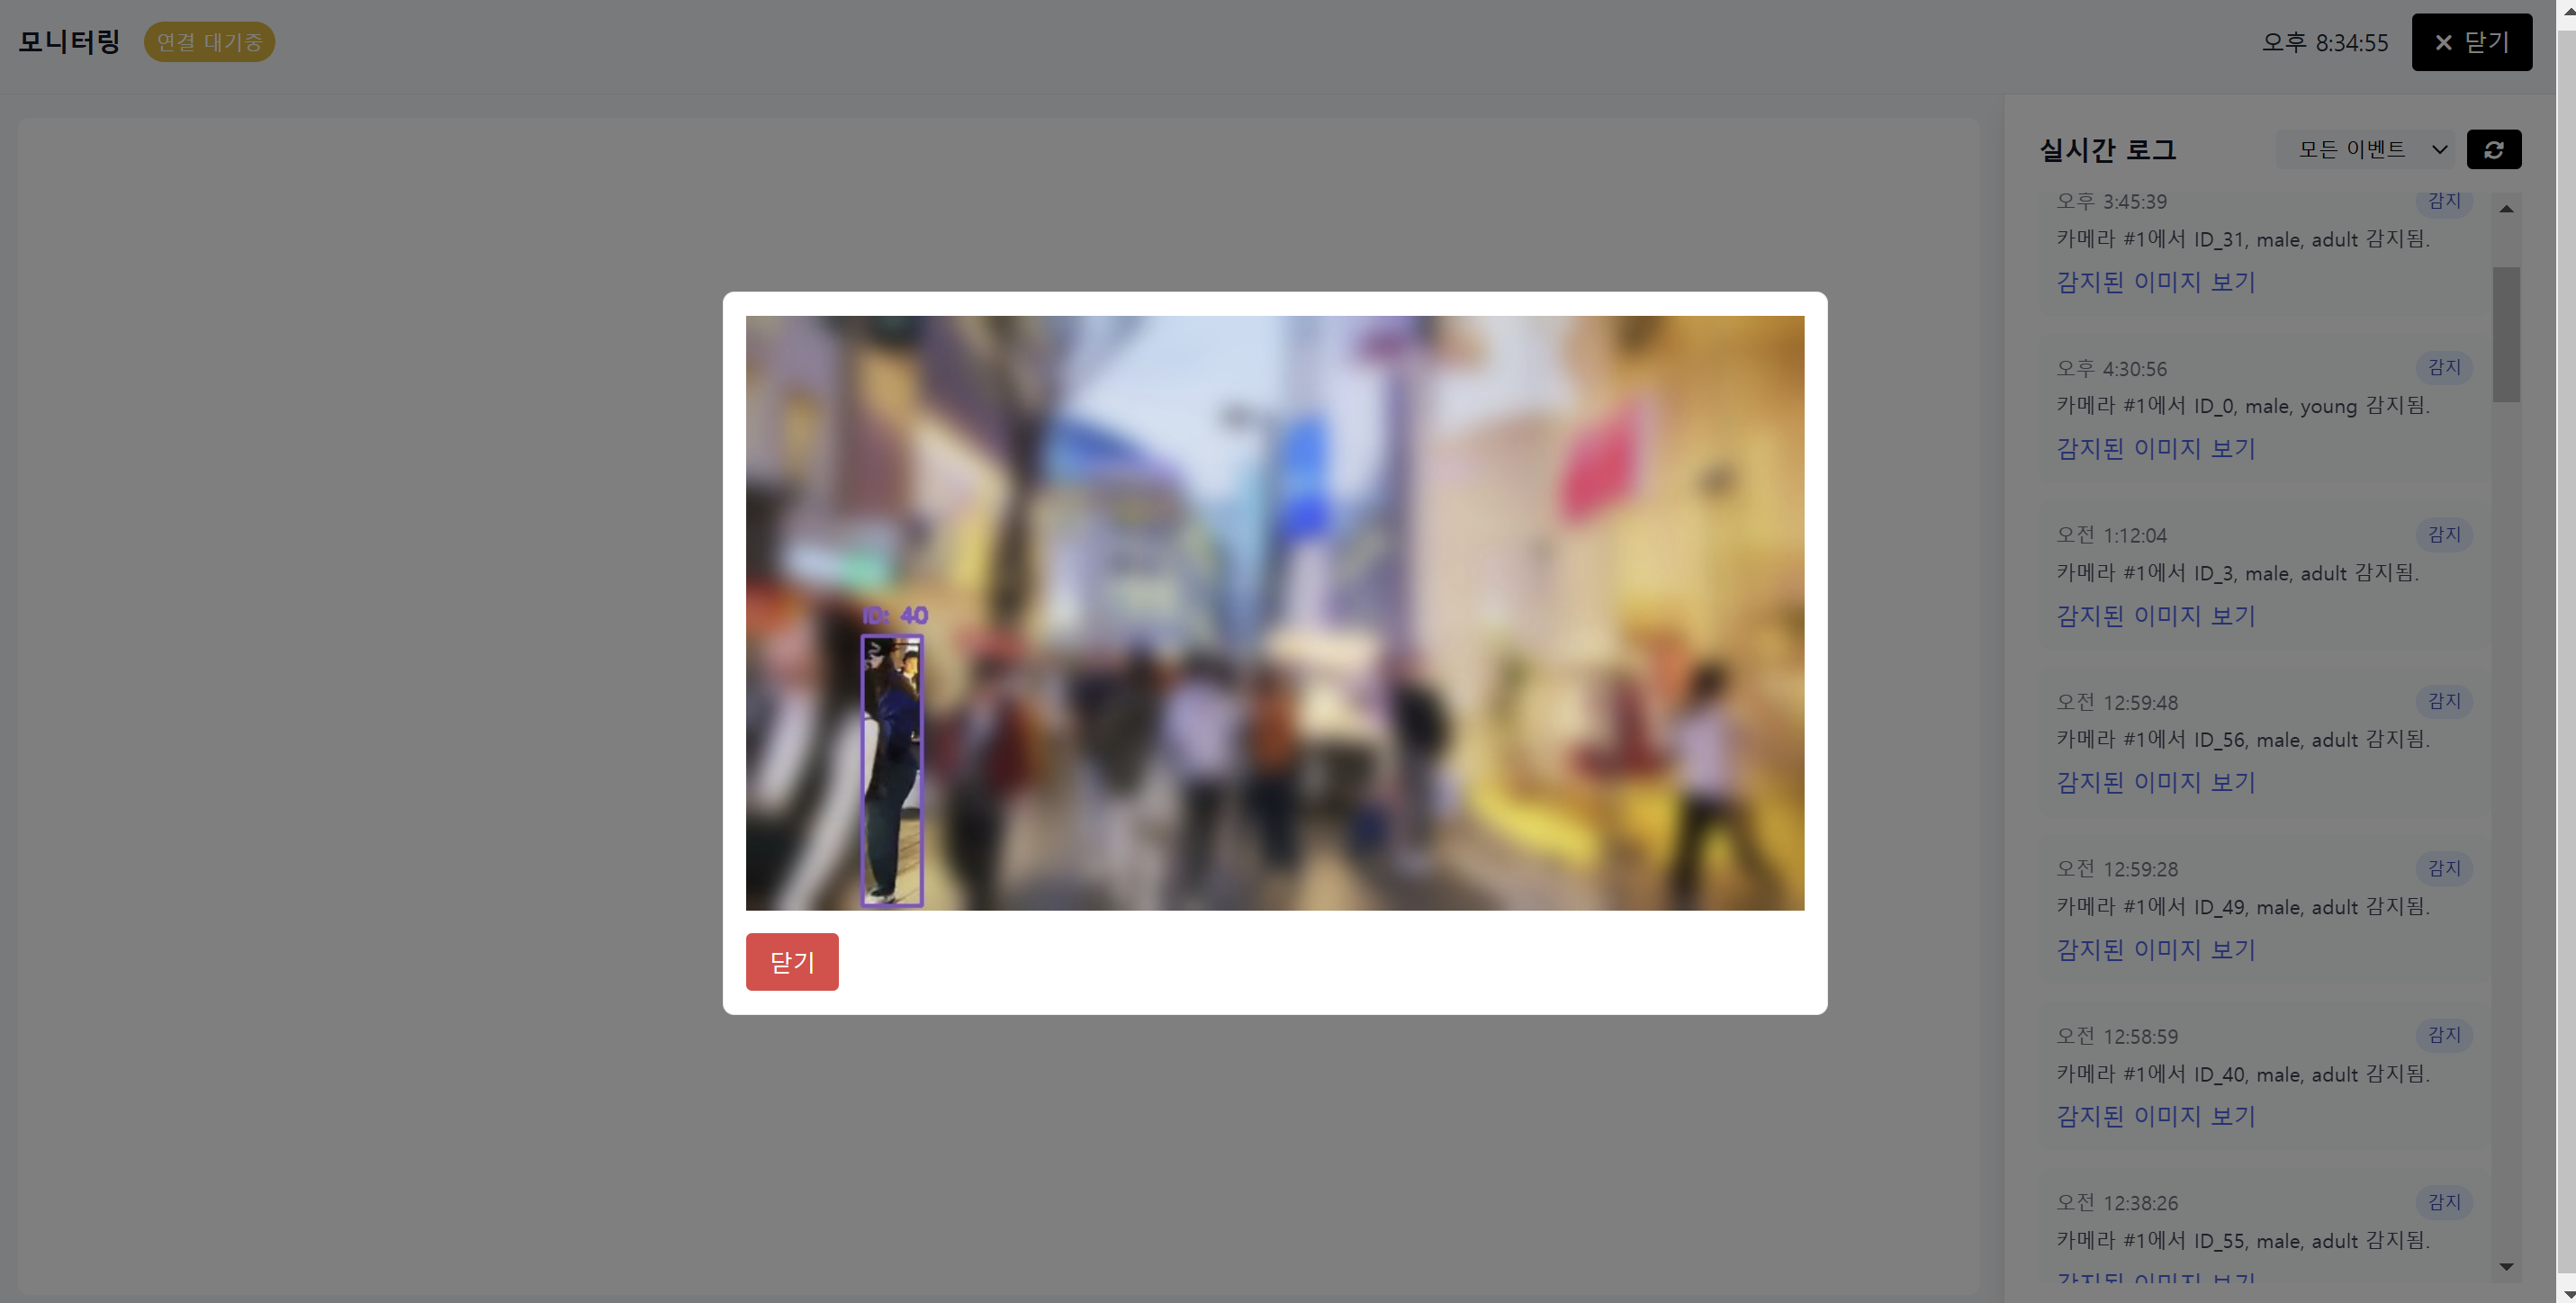 모니터링 연결 대기중
오후 8:34:55 × 닫기
실시간 로그 모든 이벤트
오후 3:45:39 감지
카메라 #1에서 ID_31, male, adult 감지됨.
감지된 이미지 보기
오후 4:30:56 감지
카메라 #1에서 ID_0, male, young 감지됨.
감지된 이미지 보기
오전 1:12:04 감지
카메라 #1에서 ID_3, male, adult 감지됨.
감지된 이미지 보기
오전 12:59:48 감지
카메라 #1에서 ID_56, male, adult 감지됨.
감지된 이미지 보기
오전 12:59:28 감지
카메라 #1에서 ID_49, male, adult 감지됨.
감지된 이미지 보기
오전 12:58:59 감지
카메라 #1에서 ID_40, male, adult 감지됨.
감지된 이미지 보기
오전 12:38:26 감지
카메라 #1에서 ID_55, male, adult 감지됨.
감지된 이미지 보기
ID: 40
닫기